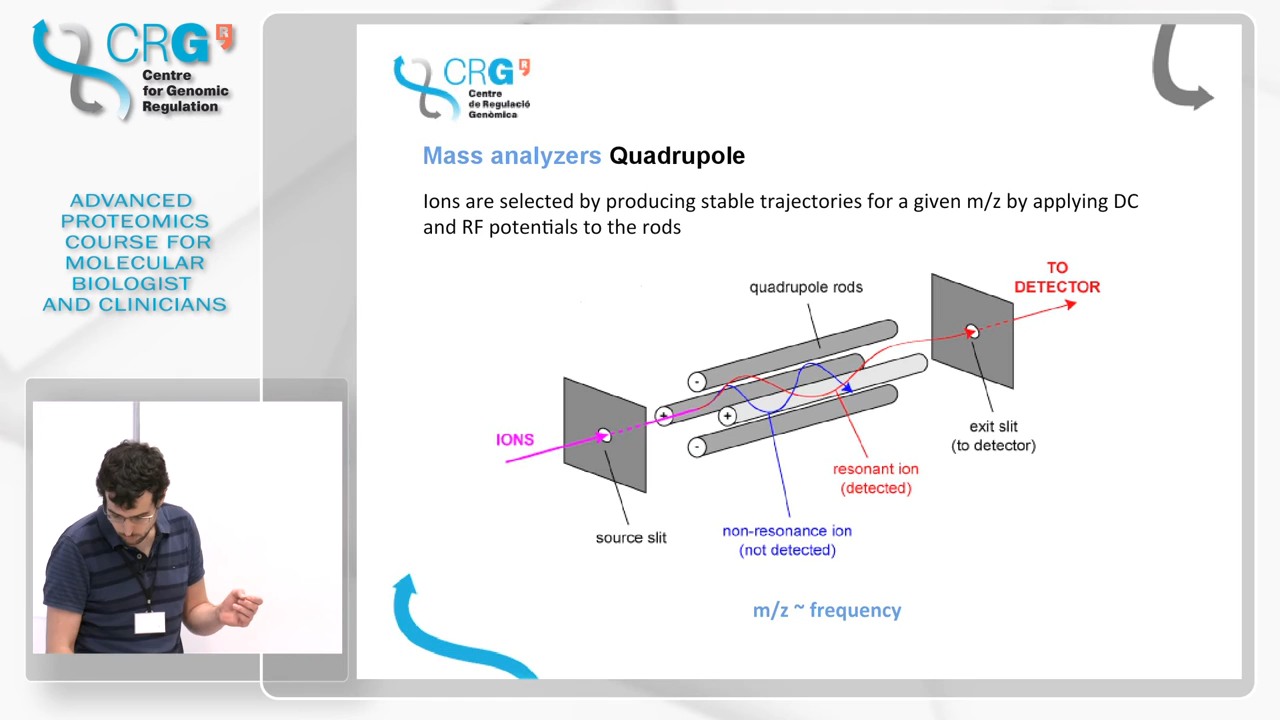 CRG R
Centre
for Genomic
Regulation
ADVANCED
PROTEOMICS
COURSE FOR
MOLECULAR
BIOLOGIST
AND CLINICIANS
CRG
Centre
de Regulació
Genòmica
Mass analyzers Quadrupole
Ions are selected by producing stable trajectories for a given m/z by applying DC
and RF potentials to the rods
TO
DETECTOR
quadrupole rods
-
+
+
-
IONS
exit slit
(to detector)
resonant ion
(detected)
source slit
non-resonance ion
(not detected)
m/z ~ frequency